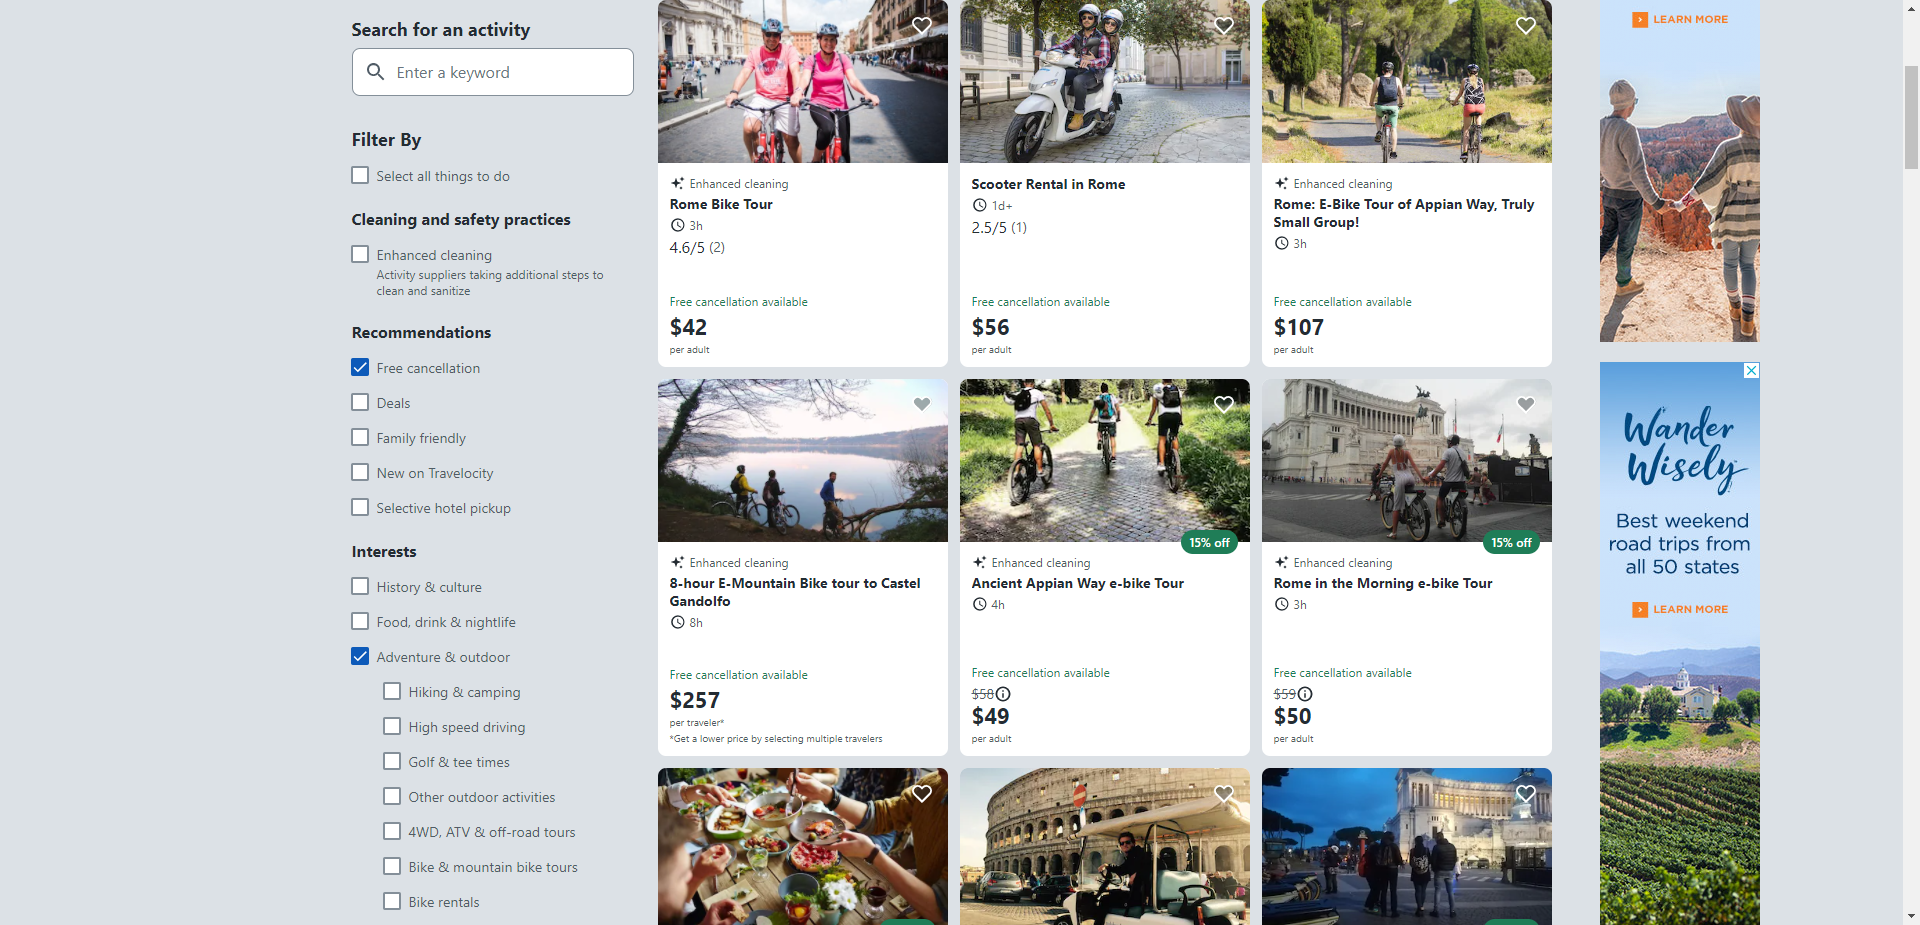 Search for an activity
Enter a keyword
Filter By
Select all things to do
Cleaning and safety practices
Enhanced cleaning
Activity suppliers taking additional steps to
clean and sanitize
Recommendations
Free cancellation
Deals
Family friendly
New on Travelocity
Selective hotel pickup
Interests
History & culture
Food, drink & nightlife
Adventure & outdoor
Hiking & camping
High speed driving
Golf & tee times
Other outdoor activities
4WD, ATV & off-road tours
Bike & mountain bike tours
Bike rentals
Enhanced cleaning
Rome Bike Tour
3h
4.6/5 (2)
Free cancellation available
$42
per adult
Scooter Rental in Rome
1d+
2.5/5 (1)
Free cancellation available
$56
per adult
Enhanced cleaning
Rome: E-Bike Tour of Appian Way, Truly
Small Group!
3h
Free cancellation available
$107
per adult
Enhanced cleaning
8-hour E-Mountain Bike tour to Castel
Gandolfo
8h
Free cancellation available
$257
per traveler*
*Get a lower price by selecting multiple travelers
15% off
Enhanced cleaning
Ancient Appian Way e-bike Tour
4h
Free cancellation available
$58
$49
per adult
15% off
Enhanced cleaning
Rome in the Morning e-bike Tour
3h
Free cancellation available
$59
$50
per adult
LEARN MORE
Wander
Wisely
Best weekend
road trips from
all 50 states
LEARN MORE